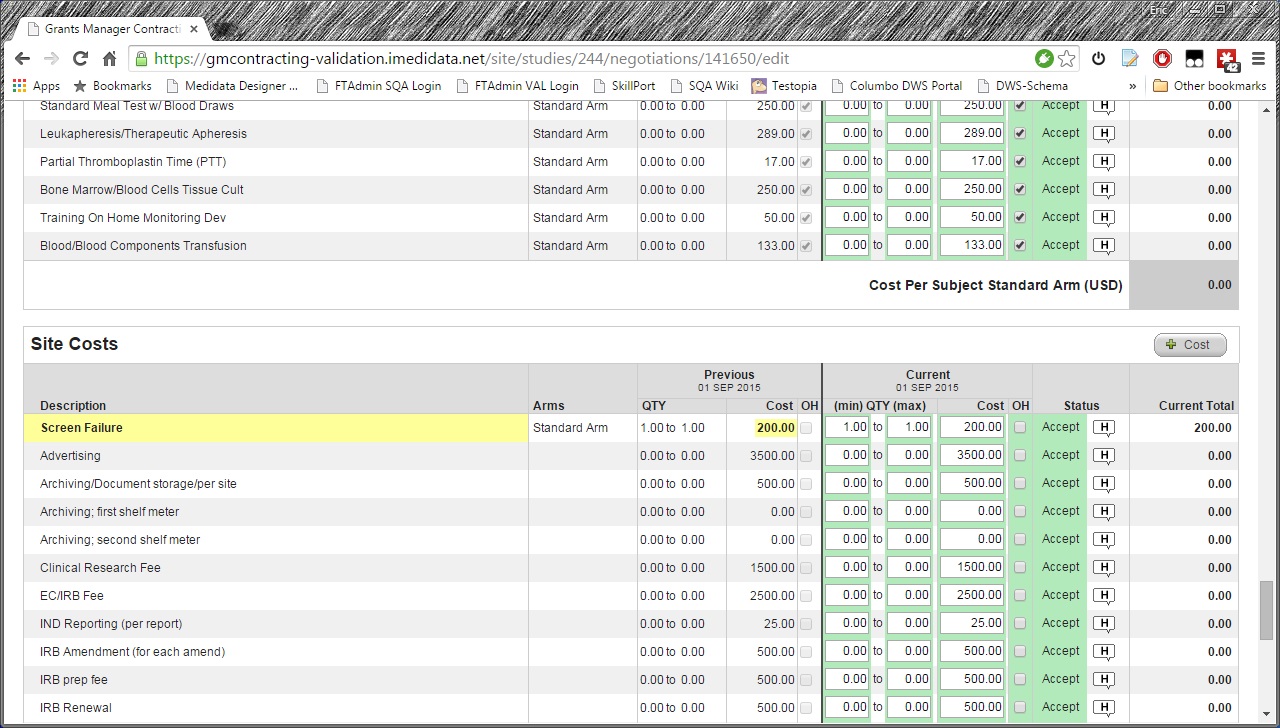 Eric
Grants Manager Contracti
https://gmcontracting-validation.imedidata.net/site/studies/244/negotiations/141650/edit
42
Apps Bookmarks Medidata Designer ... FTAdmin SQA Login FTAdmin VAL Login SkillPort SQA Wiki Testopia Columbo DWS Portal DWS-Schema » Other bookmarks
Standard Meal Test w/ Blood Draws Standard Arm 0.00 to 0.00 250.00 0.00 to 0.00 250.00 Accept H 0.00
Leukapheresis/Therapeutic Apheresis Standard Arm 0.00 to 0.00 289.00 0.00 to 0.00 289.00 Accept H 0.00
Partial Thromboplastin Time (PTT) Standard Arm 0.00 to 0.00 17.00 0.00 to 0.00 17.00 Accept H 0.00
Bone Marrow/Blood Cells Tissue Cult Standard Arm 0.00 to 0.00 250.00 0.00 to 0.00 250.00 Accept H 0.00
Training On Home Monitoring Dev Standard Arm 0.00 to 0.00 50.00 0.00 to 0.00 50.00 Accept H 0.00
Blood/Blood Components Transfusion Standard Arm 0.00 to 0.00 133.00 0.00 to 0.00 133.00 Accept H 0.00
Cost Per Subject Standard Arm (USD) 0.00
Site Costs Cost
Previous Current
01 SEP 2015 01 SEP 2015
Description Arms QTY Cost OH (min) QTY (max) Cost OH Status Current Total
Screen Failure Standard Arm 1.00 to 1.00 200.00 1.00 to 1.00 200.00 Accept H 200.00
Advertising 0.00 to 0.00 3500.00 0.00 to 0.00 3500.00 Accept H 0.00
Archiving/Document storage/per site 0.00 to 0.00 500.00 0.00 to 0.00 500.00 Accept H 0.00
Archiving; first shelf meter 0.00 to 0.00 0.00 0.00 to 0.00 0.00 Accept H 0.00
Archiving; second shelf meter 0.00 to 0.00 0.00 0.00 to 0.00 0.00 Accept H 0.00
Clinical Research Fee 0.00 to 0.00 1500.00 0.00 to 0.00 1500.00 Accept H 0.00
EC/IRB Fee 0.00 to 0.00 2500.00 0.00 to 0.00 2500.00 Accept H 0.00
IND Reporting (per report) 0.00 to 0.00 25.00 0.00 to 0.00 25.00 Accept H 0.00
IRB Amendment (for each amend) 0.00 to 0.00 500.00 0.00 to 0.00 500.00 Accept H 0.00
IRB prep fee 0.00 to 0.00 500.00 0.00 to 0.00 500.00 Accept H 0.00
IRB Renewal 0.00 to 0.00 500.00 0.00 to 0.00 500.00 Accept H 0.00